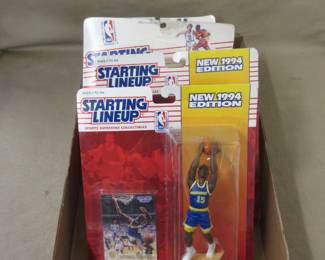 STARTING
STARTING
LINEUP
NEW 1994
EDITION
STARTING
LINEUP
SPORTS SUPERSTAR COLLECTIBLES
NEW 1994
EDITION
15